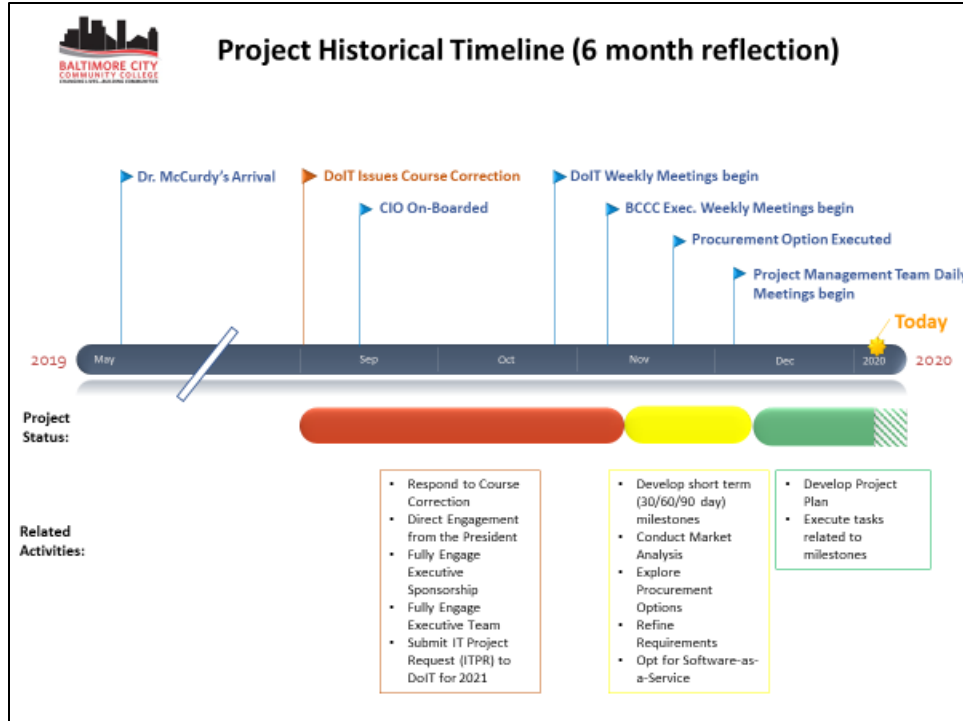 BALTIMORE CITY
COMMUNITY COLLEGE
CHANGING LIVES...BUILDING COMMUNITIES
Project Historical Timeline (6 month reflection)
Dr. McCurdy's Arrival
DoIT Issues Course Correction
DoIT Weekly Meetings begin
CIO On-Boarded
BCCC Exec. Weekly Meetings begin
Procurement Option Executed
Project Management Team Daily
Meetings begin
Today
2019
May
Sep
Oct
Nov
Dec
2020
2020
Project
Status:
Related
Activities:
• Respond to Course
Correction
• Direct Engagement
from the President
• Fully Engage
Executive
Sponsorship
• Fully Engage
Executive Team
• Submit IT Project
Request (ITPR) to
DoIT for 2021
• Develop short term
(30/60/90 day)
milestones
• Conduct Market
Analysis
• Explore
Procurement
Options
• Refine
Requirements
• Opt for Software-as-
a-Service
• Develop Project
Plan
• Execute tasks
related to
milestones